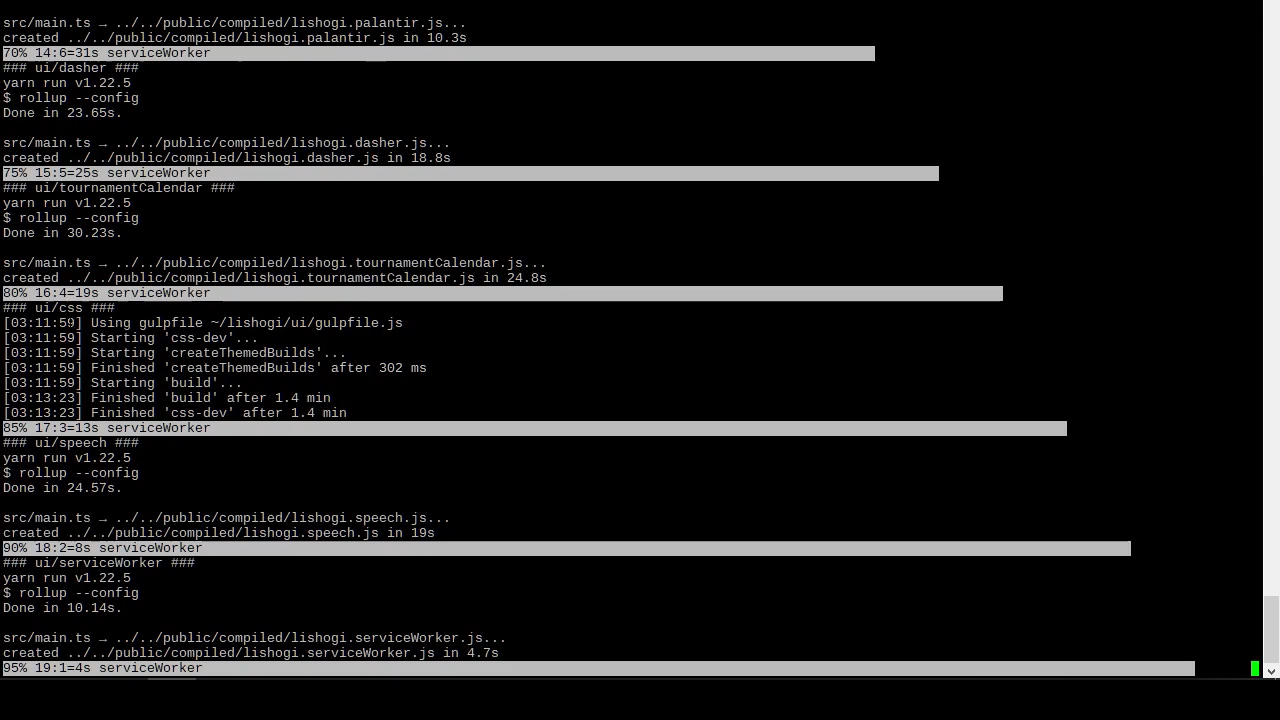 src/main.ts → ../../public/compiled/lishogi.palantir.js...
created ../../public/compiled/lishogi.palantir.js in 10.3s
70% 14:6=31s serviceWorker
### ui/dasher ###
yarn run v1.22.5
$ rollup --config
Done in 23.65s.
src/main.ts → ../../public/compiled/lishogi.dasher.js...
created ../../public/compiled/lishogi.dasher.js in 18.8s
75% 15:5=25s serviceWorker
### ui/tournamentCalendar ###
yarn run v1.22.5
$ rollup --config
Done in 30.23s.
src/main.ts → ../../public/compiled/lishogi.tournamentCalendar.js...
created ../../public/compiled/lishogi.tournamentCalendar.js in 24.8s
80% 16:4=19s serviceWorker
### ui/css ###
[03:11:59] Using gulpfile ~/lishogi/ui/gulpfile.js
[03:11:59] Starting 'css-dev'...
[03:11:59] Starting 'createThemedBuilds'...
[03:11:59] Finished 'createThemedBuilds' after 302 ms
[03:11:59] Starting 'build'...
[03:13:23] Finished 'build' after 1.4 min
[03:13:23] Finished 'css-dev' after 1.4 min
85% 17:3=13s serviceWorker
### ui/speech ###
yarn run v1.22.5
$ rollup --config
Done in 24.57s.
src/main.ts → ../../public/compiled/lishogi.speech.js...
created ../../public/compiled/lishogi.speech.js in 19s
90% 18:2=8s serviceWorker
### ui/serviceWorker ###
yarn run v1.22.5
$ rollup --config
Done in 10.14s.
src/main.ts → ../../public/compiled/lishogi.serviceWorker.js...
created ../../public/compiled/lishogi.serviceWorker.js in 4.7s
95% 19:1=4s serviceWorker